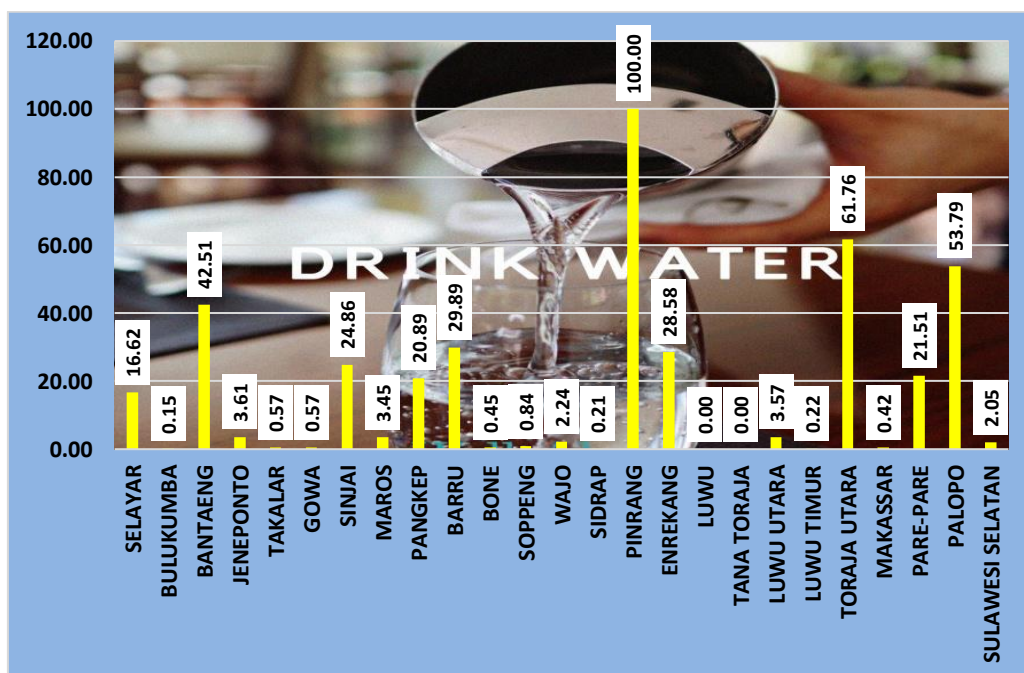 120.00
100.00
80.00
60.00
40.00
20.00
0.00
DRINK WATER
16.62
0.15
42.51
3.61
0.57
0.57
24.86
3.45
20.89
29.89
0.45
0.84
2.24
0.21
100.00
28.58
0.00
0.00
3.57
0.22
61.76
0.42
21.51
53.79
2.05
SELAYAR
BULUKUMBA
BANTAENG
JENEPONTO
TAKALAR
GOWA
SINJAI
MAROS
PANGKEP
BARRU
BONE
SOPPENG
WAJO
SIDRAP
PINRANG
ENREKANG
LUWU
TANA TORAJA
LUWU UTARA
LUWU TIMUR
TORAJA UTARA
MAKASSAR
PARE-PARE
PALOPO
SULAWESI SELATAN